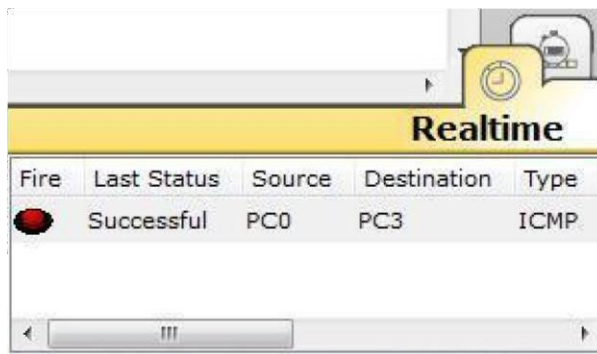 Realtime
Fire Last Status Source Destination Type
Successful PC0 PC3 ICMP